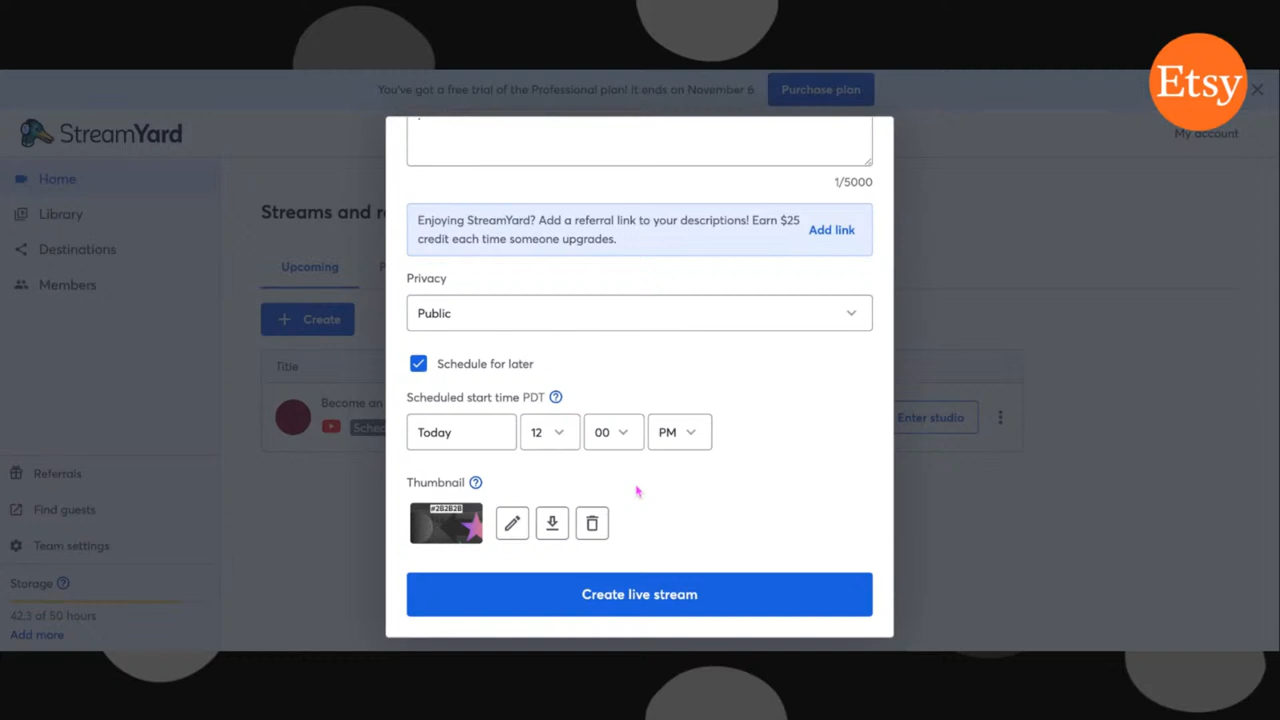 Etsy
You've got a free trial of the Professional plan! It ends on November 6
Purchase plan
StreamYard
My account
Home
Library
Destinations
Members
Referrals
Find guests
Team settings
Storage
42.3 of 50 hours
Add more
Streams and re
Upcoming
P
Create
Title
Become an
Sched
Enter studio
1/5000
Enjoying StreamYard? Add a referral link to your descriptions! Earn $25
credit each time someone upgrades.
Add link
Privacy
Public
Schedule for later
Scheduled start time PDT
Today 12 00 PM
Thumbnail
#2B2B2B
Create live stream